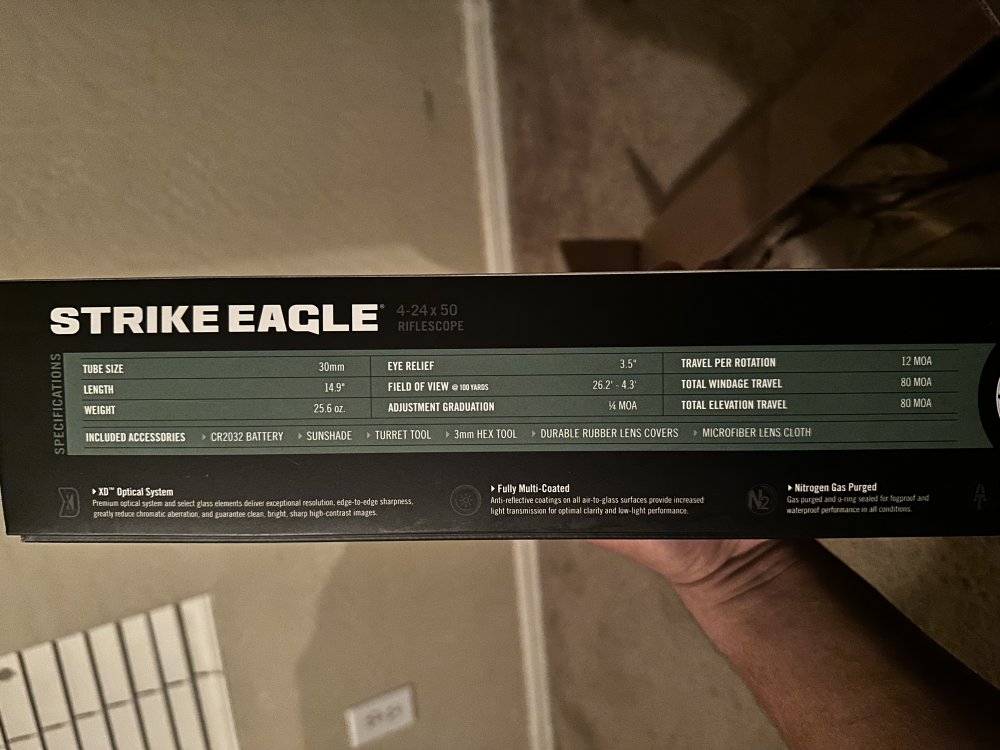 STRIKE EAGLE® 4-24x50
RIFLESCOPE
SPECIFICATIONS
TUBE SIZE 30mm
LENGTH 14.9"
WEIGHT 25.6 oz.
EYE RELIEF 3.5"
FIELD OF VIEW @ 100 YARDS 26.2' - 4.3'
ADJUSTMENT GRADUATION ¼ MOA
TRAVEL PER ROTATION 12 MOA
TOTAL WINDAGE TRAVEL 80 MOA
TOTAL ELEVATION TRAVEL 80 MOA
INCLUDED ACCESSORIES CR2032 BATTERY SUNSHADE TURRET TOOL 3mm HEX TOOL DURABLE RUBBER LENS COVERS MICROFIBER LENS CLOTH
XD™ Optical System
Premium optical system and select glass elements deliver exceptional resolution, edge-to-edge sharpness,
greatly reduce chromatic aberration, and guarantee clean, bright, sharp high-contrast images.
Fully Multi-Coated
Anti-reflective coatings on all air-to-glass surfaces provide increased
light transmission for optimal clarity and low-light performance.
N2
Nitrogen Gas Purged
Gas purged and o-ring sealed for fogproof and
waterproof performance in all conditions.